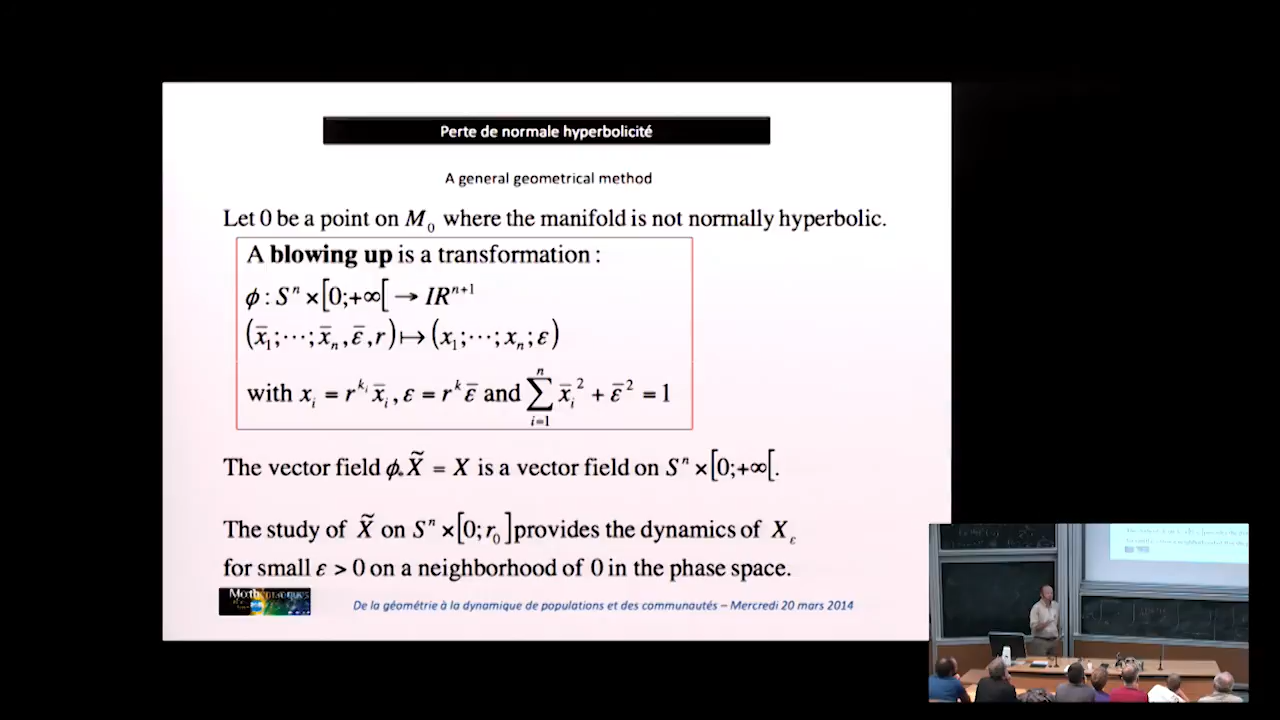 Perte de normale hyperbolicité
A general geometrical method
Let 0 be a point on M₀ where the manifold is not normally hyperbolic.
A blowing up is a transformation :
ϕ : Sⁿ × [0;+∞[ → IRⁿ⁺¹
(x̄₁;⋯;x̄ₙ,ε̄,r) ↦ (x₁;⋯;xₙ;ε)
with xᵢ = r^{kᵢ} x̄ᵢ , ε = r^k ε̄ and ∑_{i=1}^{n} x̄ᵢ² + ε̄² = 1
The vector field ϕ_* X̃ = X is a vector field on Sⁿ × [0;+∞[.
The study of X̃ on Sⁿ × [0; r₀] provides the dynamics of X_ε
for small ε > 0 on a neighborhood of 0 in the phase space.
De la géométrie à la dynamique de populations et des communautés – Mercredi 20 mars 2014